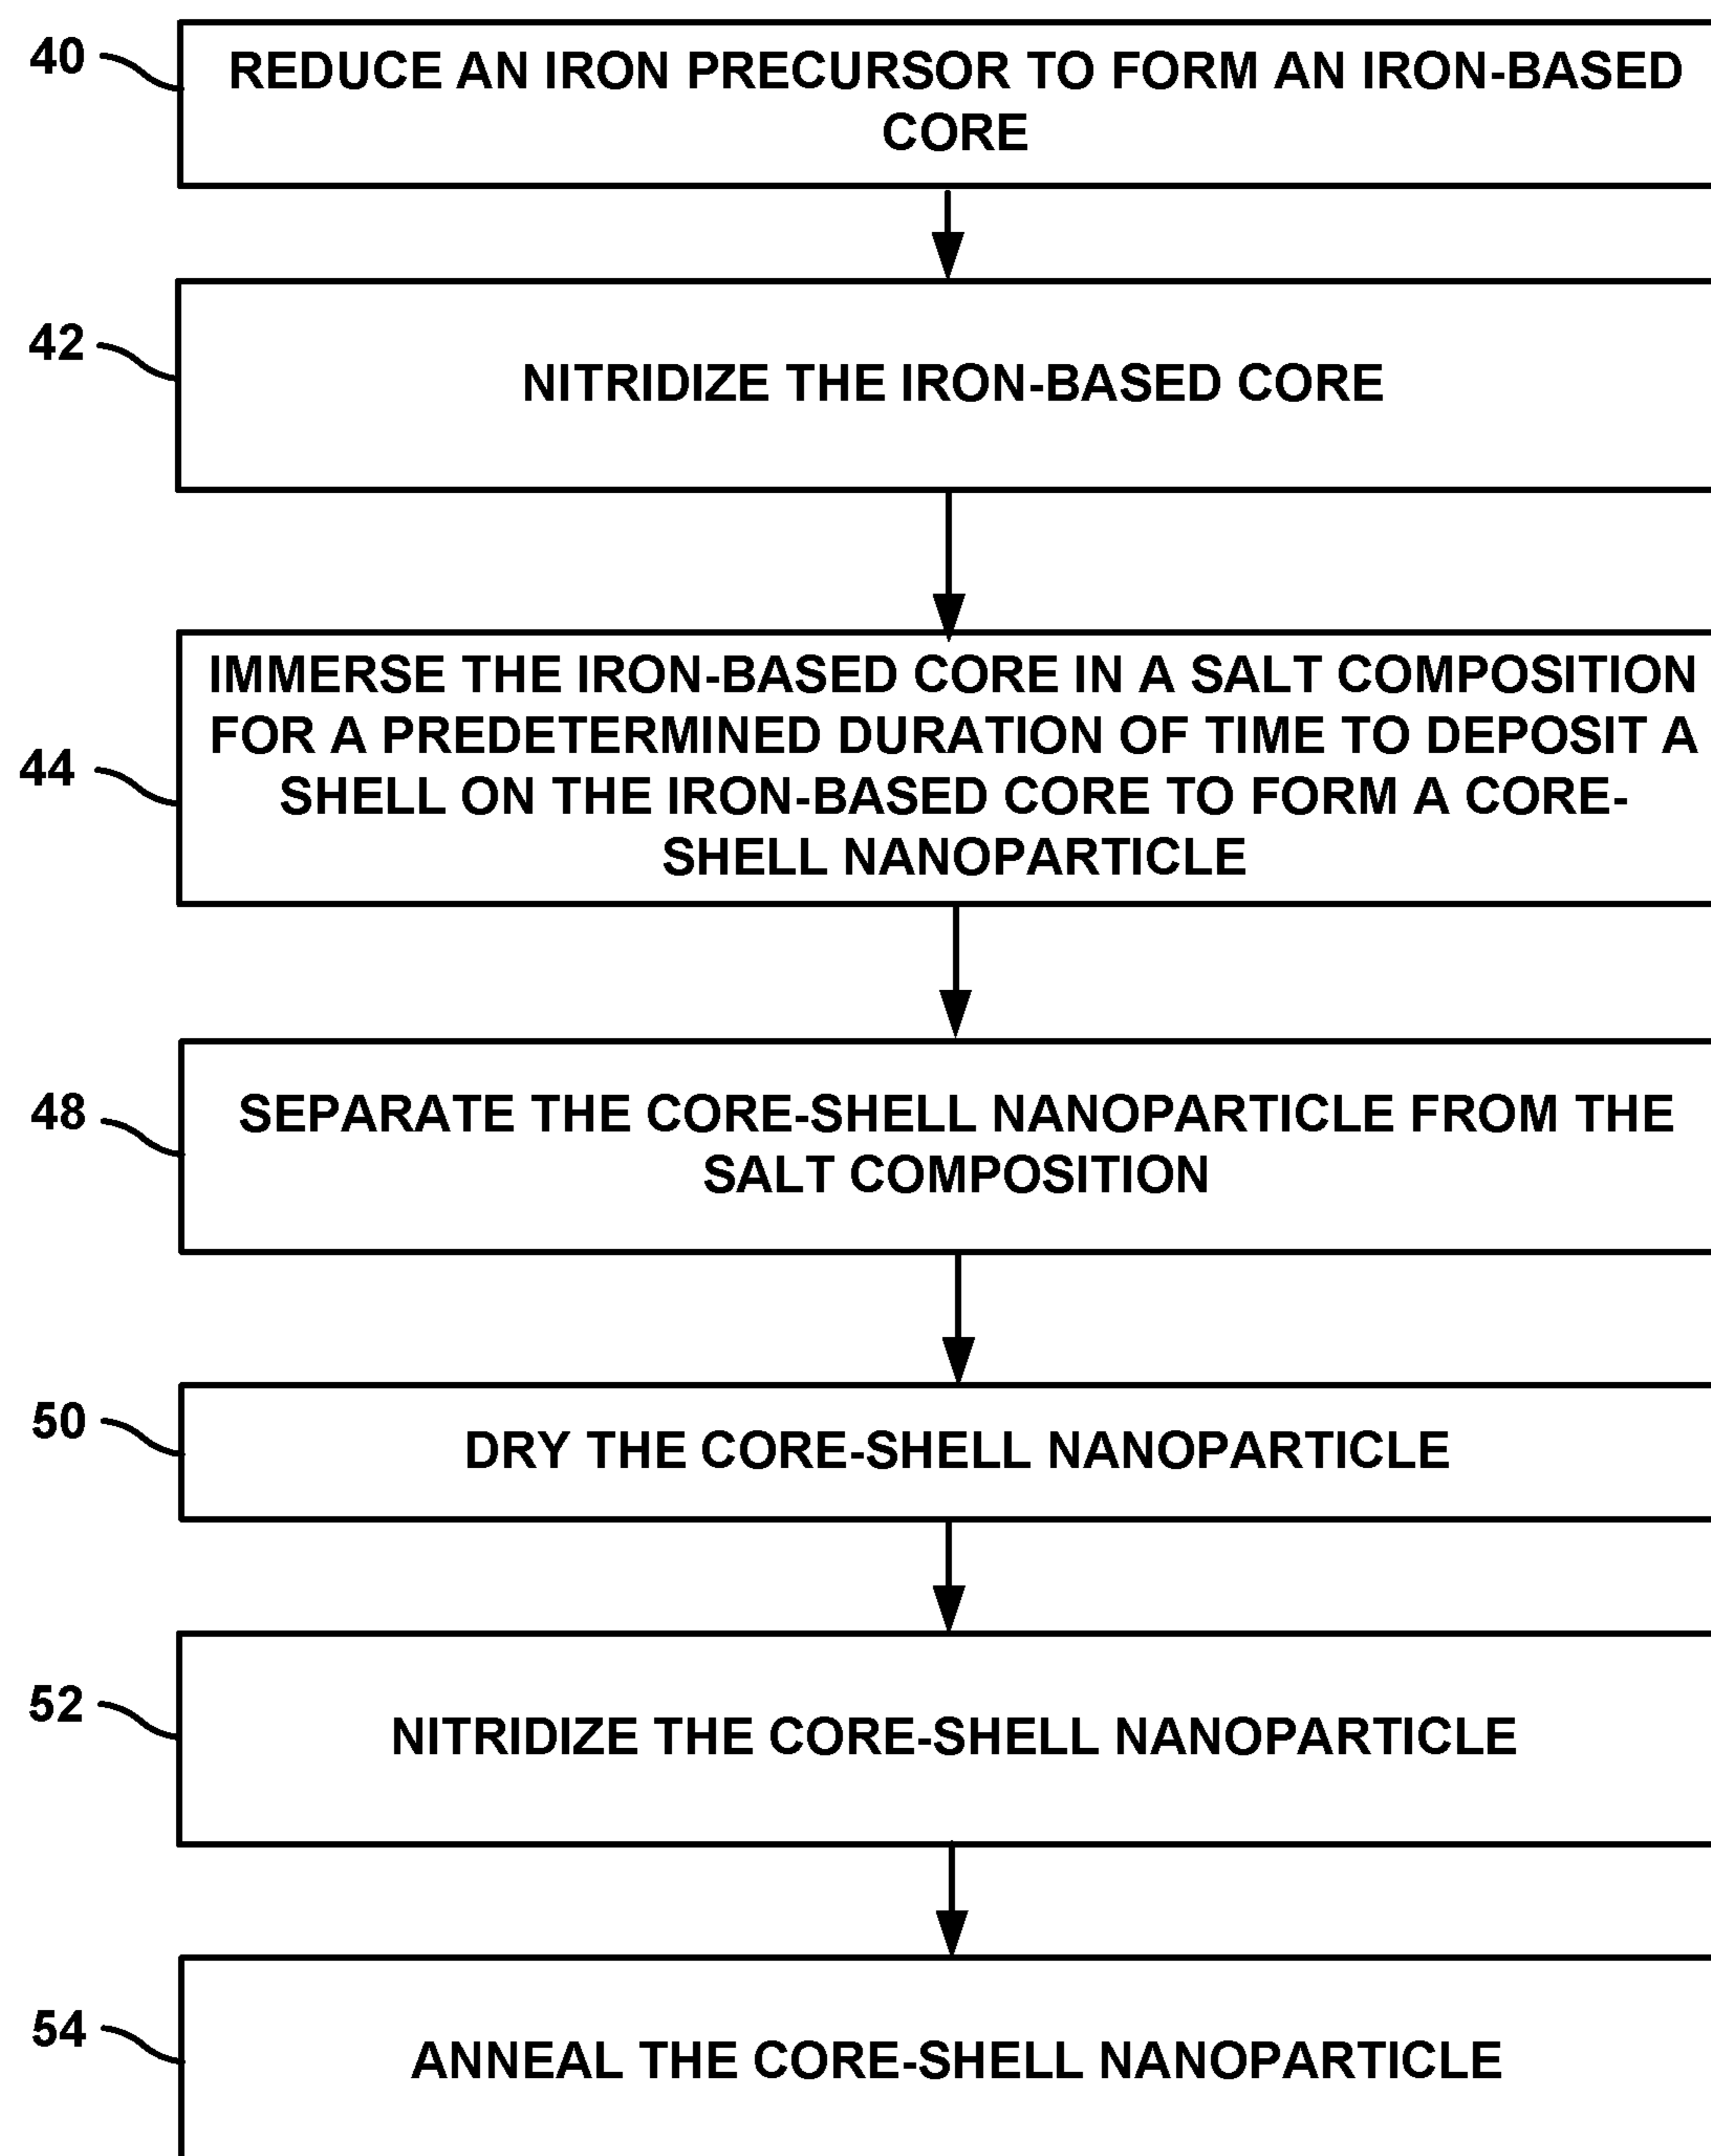 40
REDUCE AN IRON PRECURSOR TO FORM AN IRON-BASED
CORE
42
NITRIDIZE THE IRON-BASED CORE
IMMERSE THE IRON-BASED CORE IN A SALT COMPOSITION
FOR A PREDETERMINED DURATION OF TIME TO DEPOSIT A
44
SHELL ON THE IRON-BASED CORE TO FORM A CORE-
SHELL NANOPARTICLE
48
SEPARATE THE CORE-SHELL NANOPARTICLE FROM THE
SALT COMPOSITION
50
DRY THE CORE-SHELL NANOPARTICLE
52
NITRIDIZE THE CORE-SHELL NANOPARTICLE
54
ANNEAL THE CORE-SHELL NANOPARTICLE